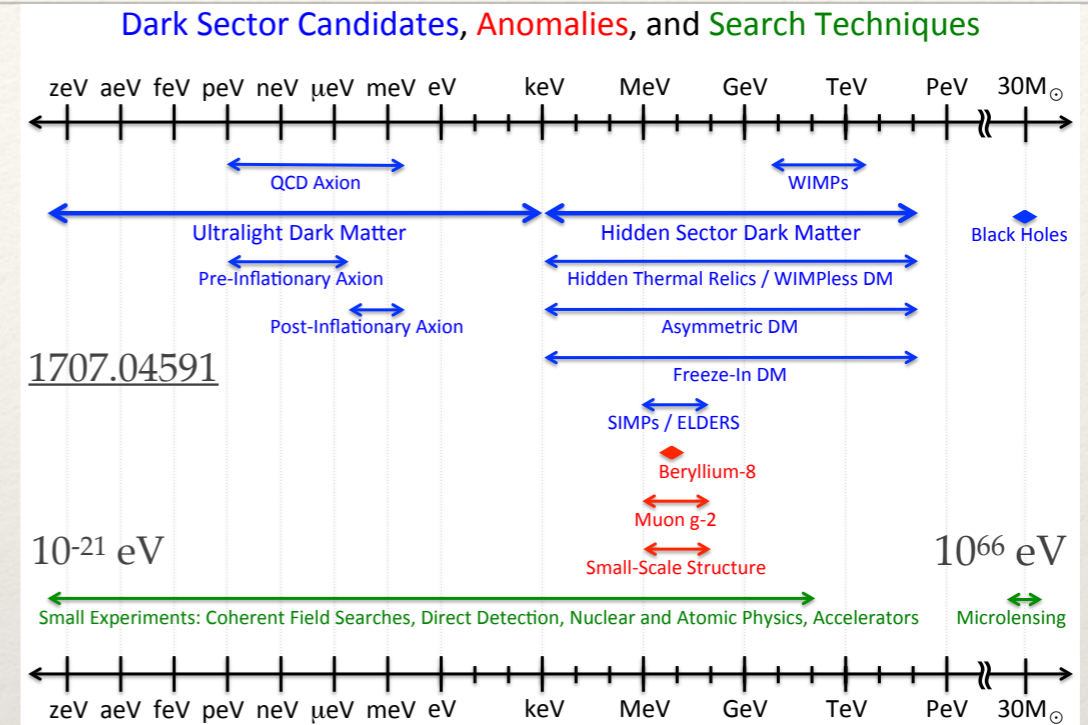 Dark Sector Candidates, Anomalies, and Search Techniques
zeV aeV feV peV neV μeV meV eV keV MeV GeV TeV PeV 30M☉
QCD Axion WIMPs
Ultralight Dark Matter Hidden Sector Dark Matter Black Holes
Pre-Inflationary Axion Hidden Thermal Relics / WIMPless DM
Post-Inflationary Axion Asymmetric DM
1707.04591 Freeze-In DM
SIMPs / ELDERS
Beryllium-8
Muon g-2
10⁻²¹ eV 10⁶⁶ eV
Small-Scale Structure
Small Experiments: Coherent Field Searches, Direct Detection, Nuclear and Atomic Physics, Accelerators Microlensing
zeV aeV feV peV neV μeV meV eV keV MeV GeV TeV PeV 30M☉